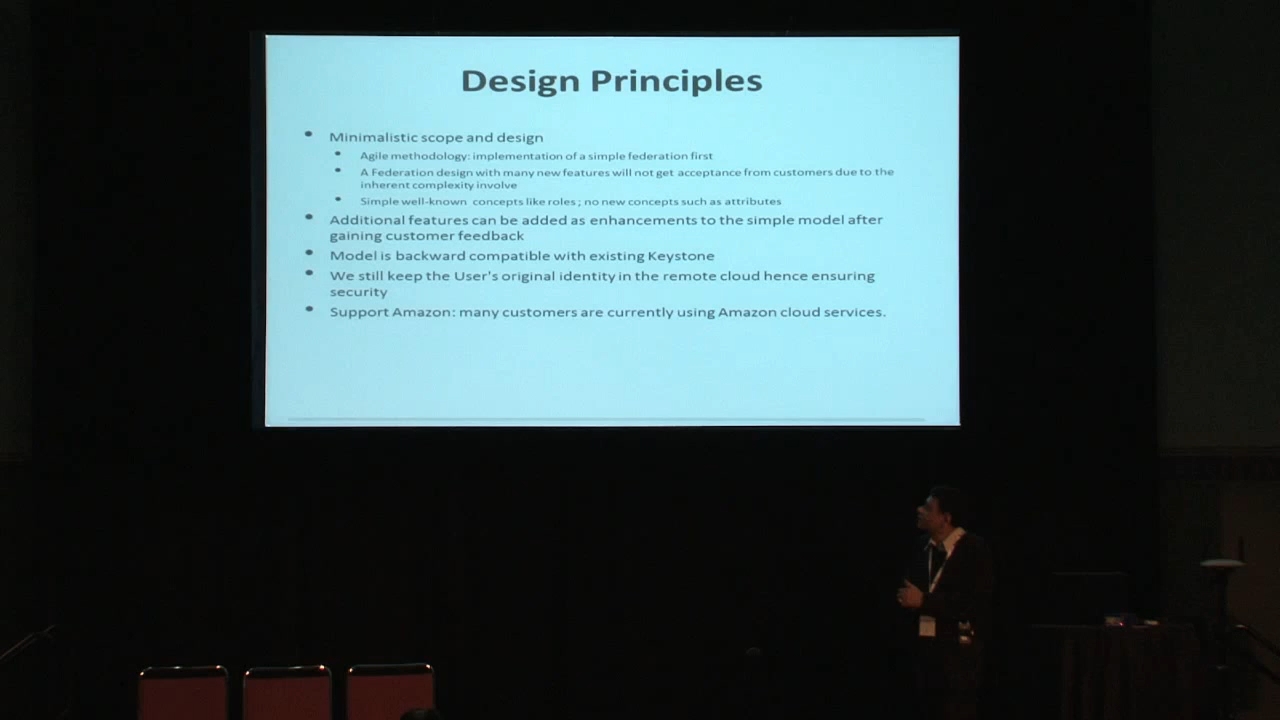 Design Principles
Minimalistic scope and design
Agile methodology: implementation of a simple federation first
A Federation design with many new features will not get acceptance from customers due to the
inherent complexity involve
Simple well-known concepts like roles ; no new concepts such as attributes
Additional features can be added as enhancements to the simple model after
gaining customer feedback
Model is backward compatible with existing Keystone
We still keep the User's original identity in the remote cloud hence ensuring
security
Support Amazon: many customers are currently using Amazon cloud services.